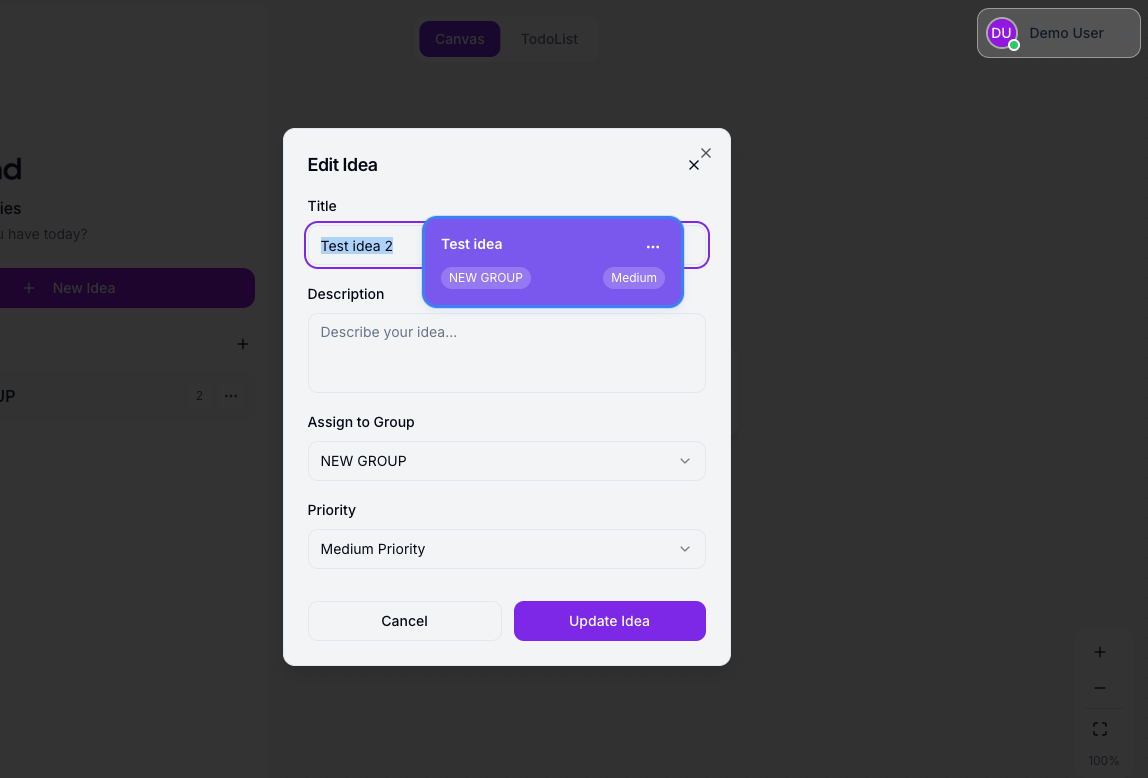 Canvas
TodoList
DU
Demo User
nd
ies
u have today?
New Idea
UP
2
Edit Idea
Title
Test idea 2
Test idea
NEW GROUP
Medium
Description
Describe your idea...
Assign to Group
NEW GROUP
Priority
Medium Priority
Cancel
Update Idea
100%